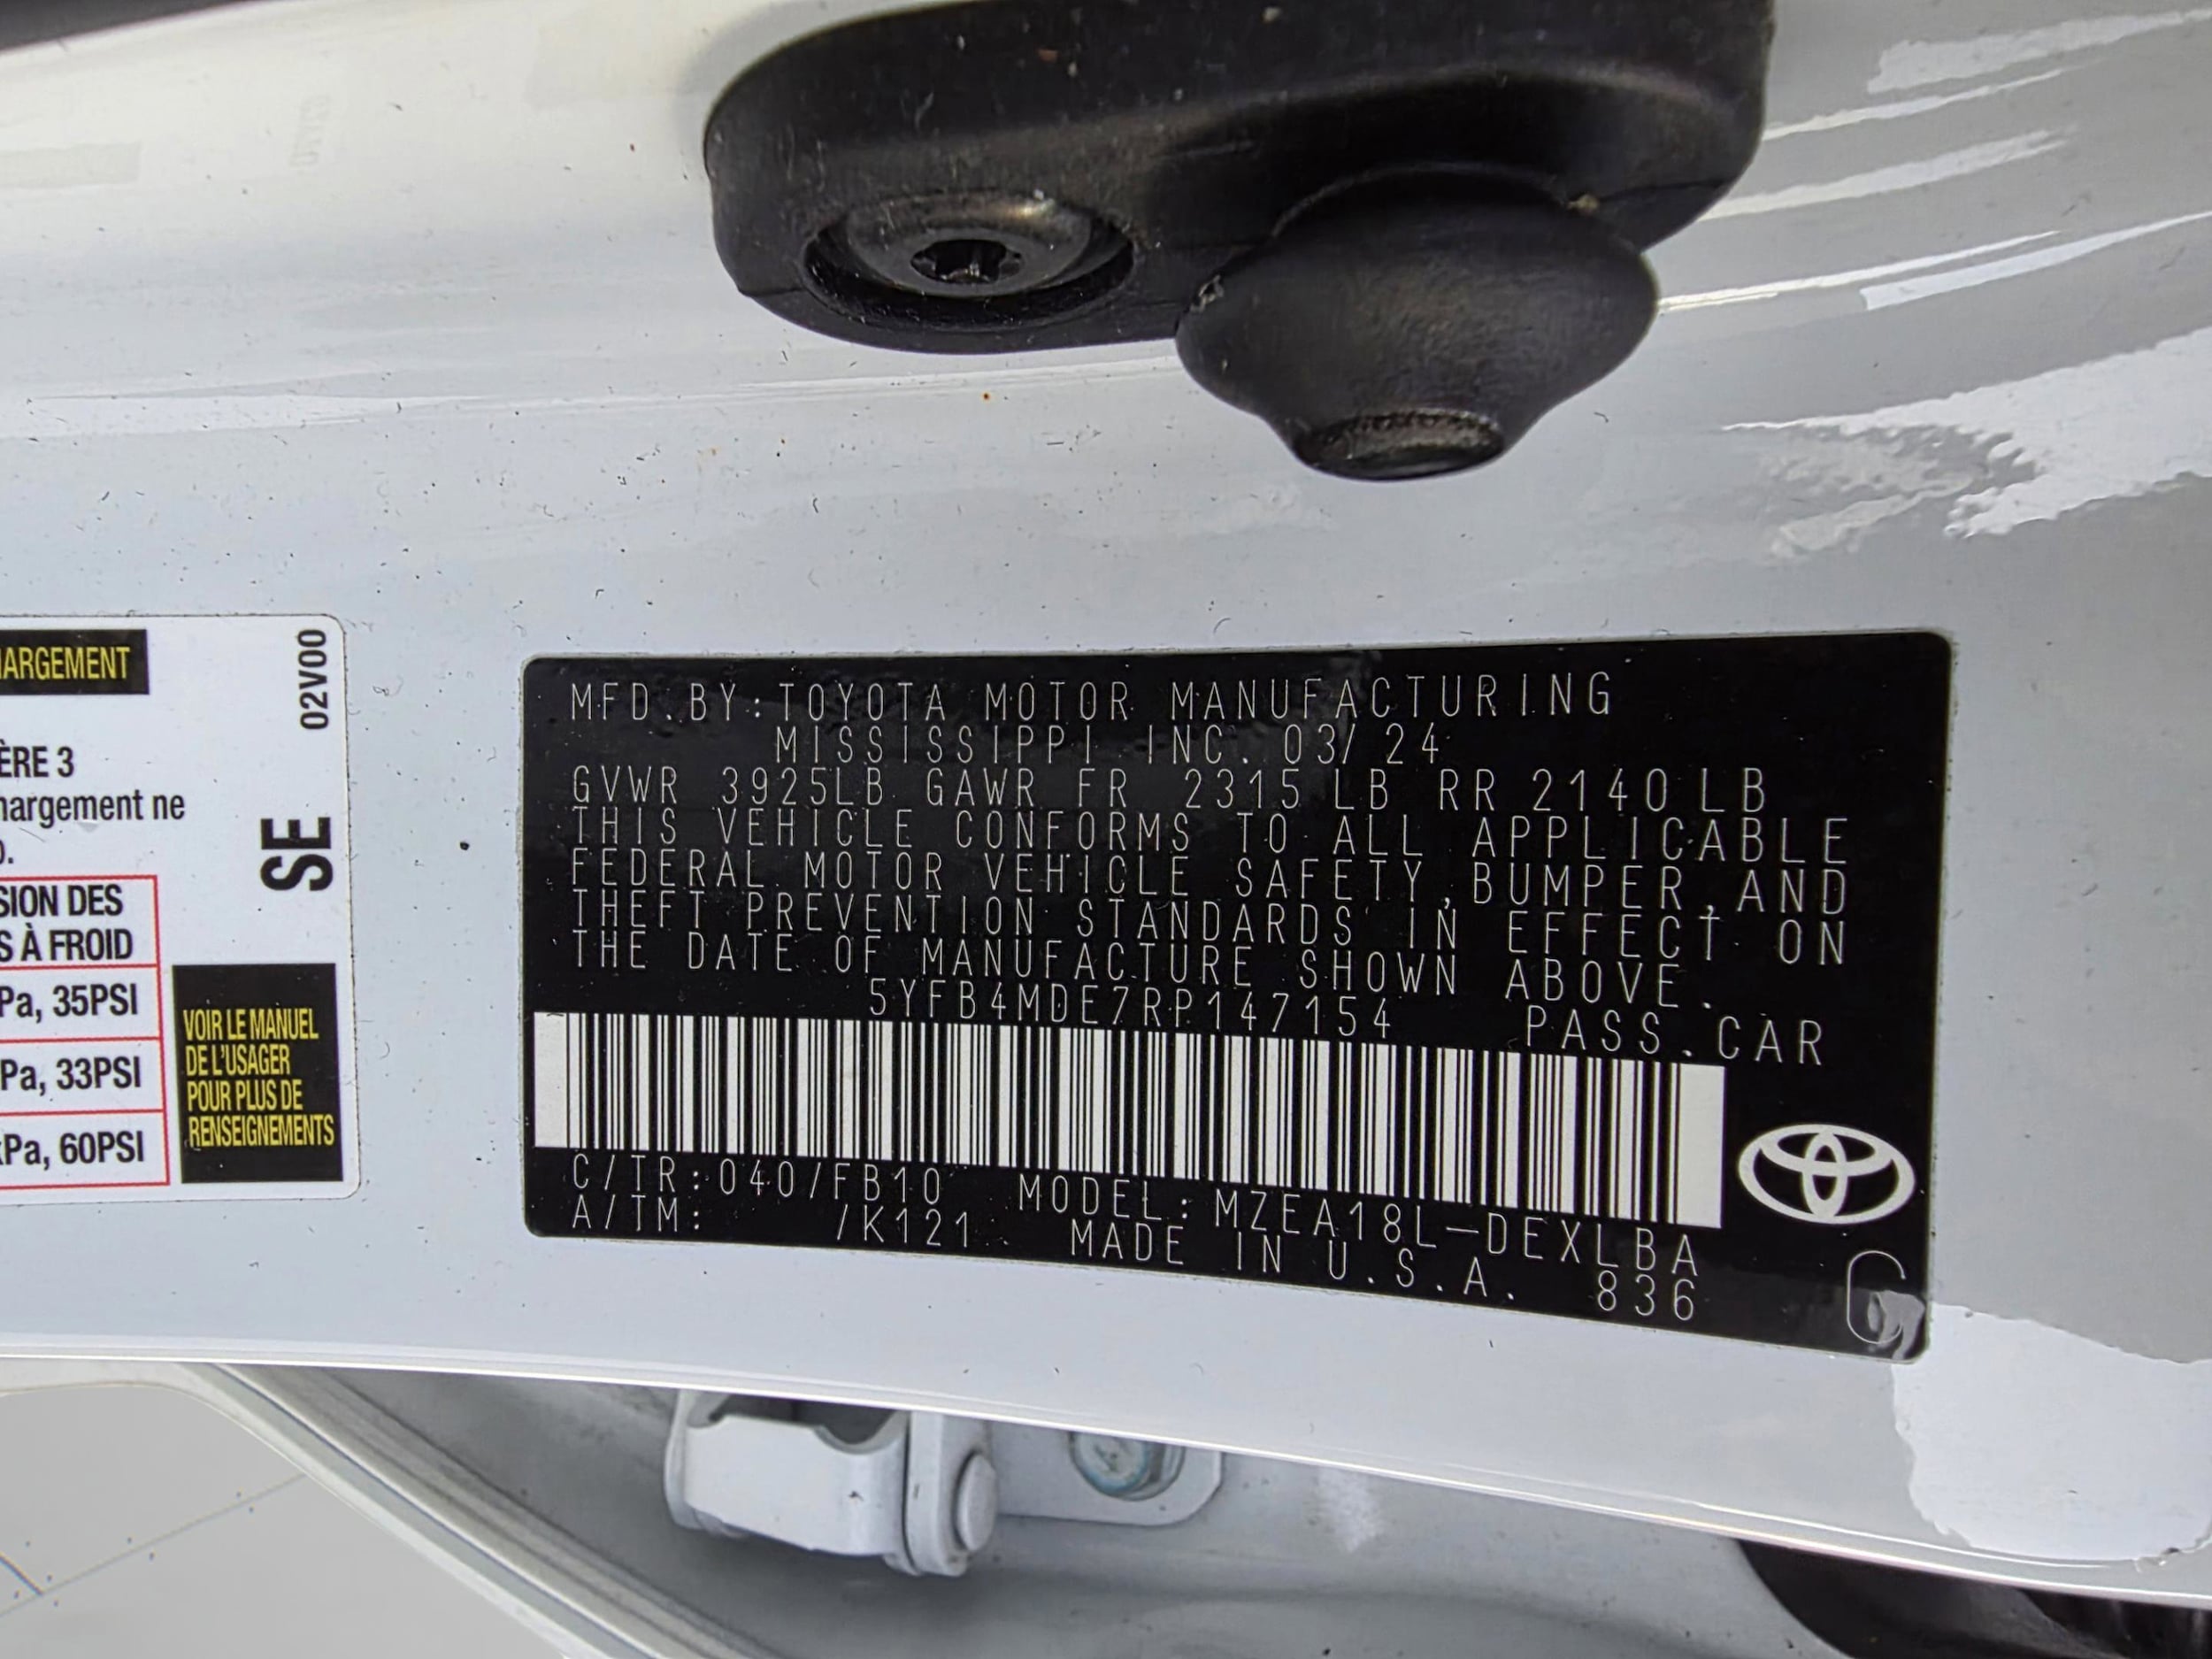 ARGEMENT
02V00
ÈRE 3
hargement ne
SE
SION DES
S À FROID
Pa, 35PSI
Pa, 33PSI
kPa, 60PSI
VOIR LE MANUEL
DE L'USAGER
POUR PLUS DE
RENSEIGNEMENTS
MFD.BY:TOYOTA MOTOR MANUFACTURING
MISSISSIPPI INC. 03/ 24
GVWR 3925LB GAWR FR 2315 LB RR 2140 LB
THIS VEHICLE CONFORMS TO ALL APPLICABLE
FEDERAL MOTOR VEHICLE SAFETY,BUMPER,AND
THEFT PREVENTION STANDARDS IN EFFECT ON
THE DATE OF MANUFACTURE SHOWN ABOVE.
5YFB4MDE7RP147154 PASS.CAR
C/TR:040/FB10 MODEL:MZEA18L-DEXLBA
A/TM: /K121 MADE IN U.S.A. 836
G